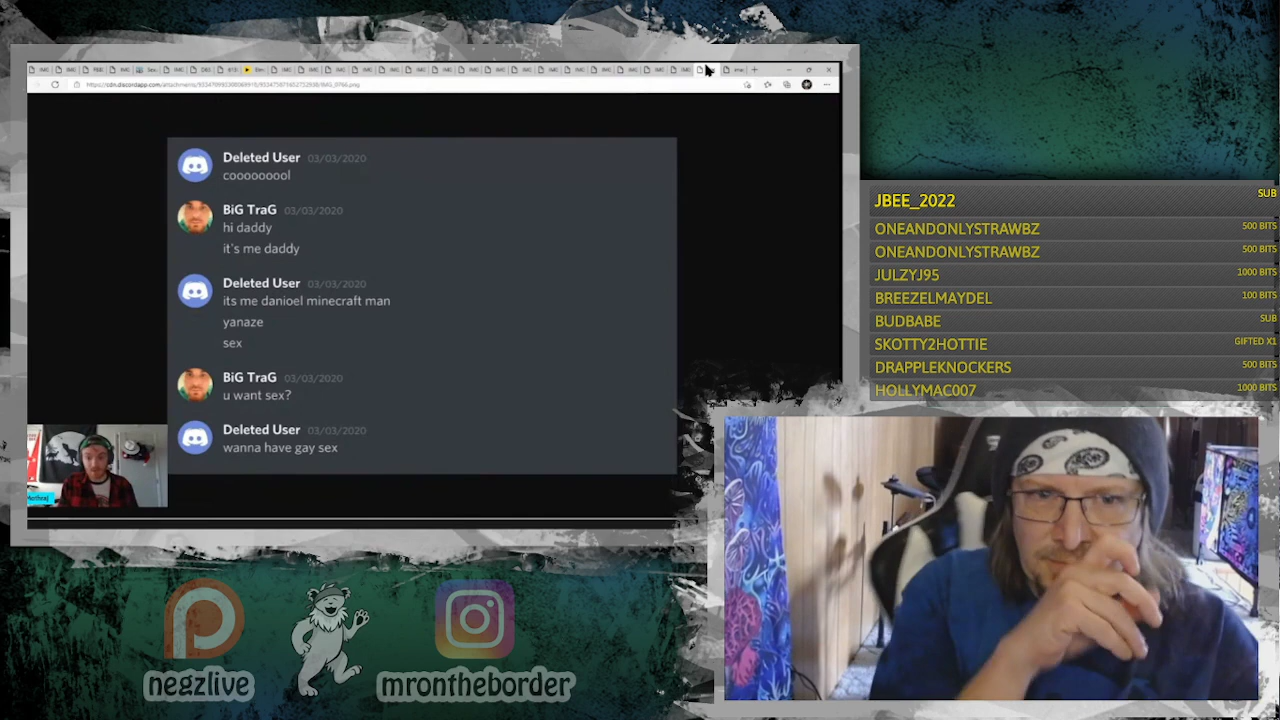 Deleted User 03/03/2020
cooooooool
BiG TraG 03/03/2020
hi daddy
it's me daddy
Deleted User 03/03/2020
its me danioel minecraft man
yanaze
sex
BiG TraG 03/03/2020
u want sex?
Deleted User 03/03/2020
wanna have gay sex
JBEE_2022 SUB
ONEANDONLYSTRAWBZ 500 BITS
ONEANDONLYSTRAWBZ 500 BITS
JULZYJ95 1000 BITS
BREEZELMAYDEL 100 BITS
BUDBABE SUB
SKOTTY2HOTTIE GIFTED X1
DRAPPLEKNOCKERS 500 BITS
HOLLYMAC007 1000 BITS
negzlive
mrontheborder